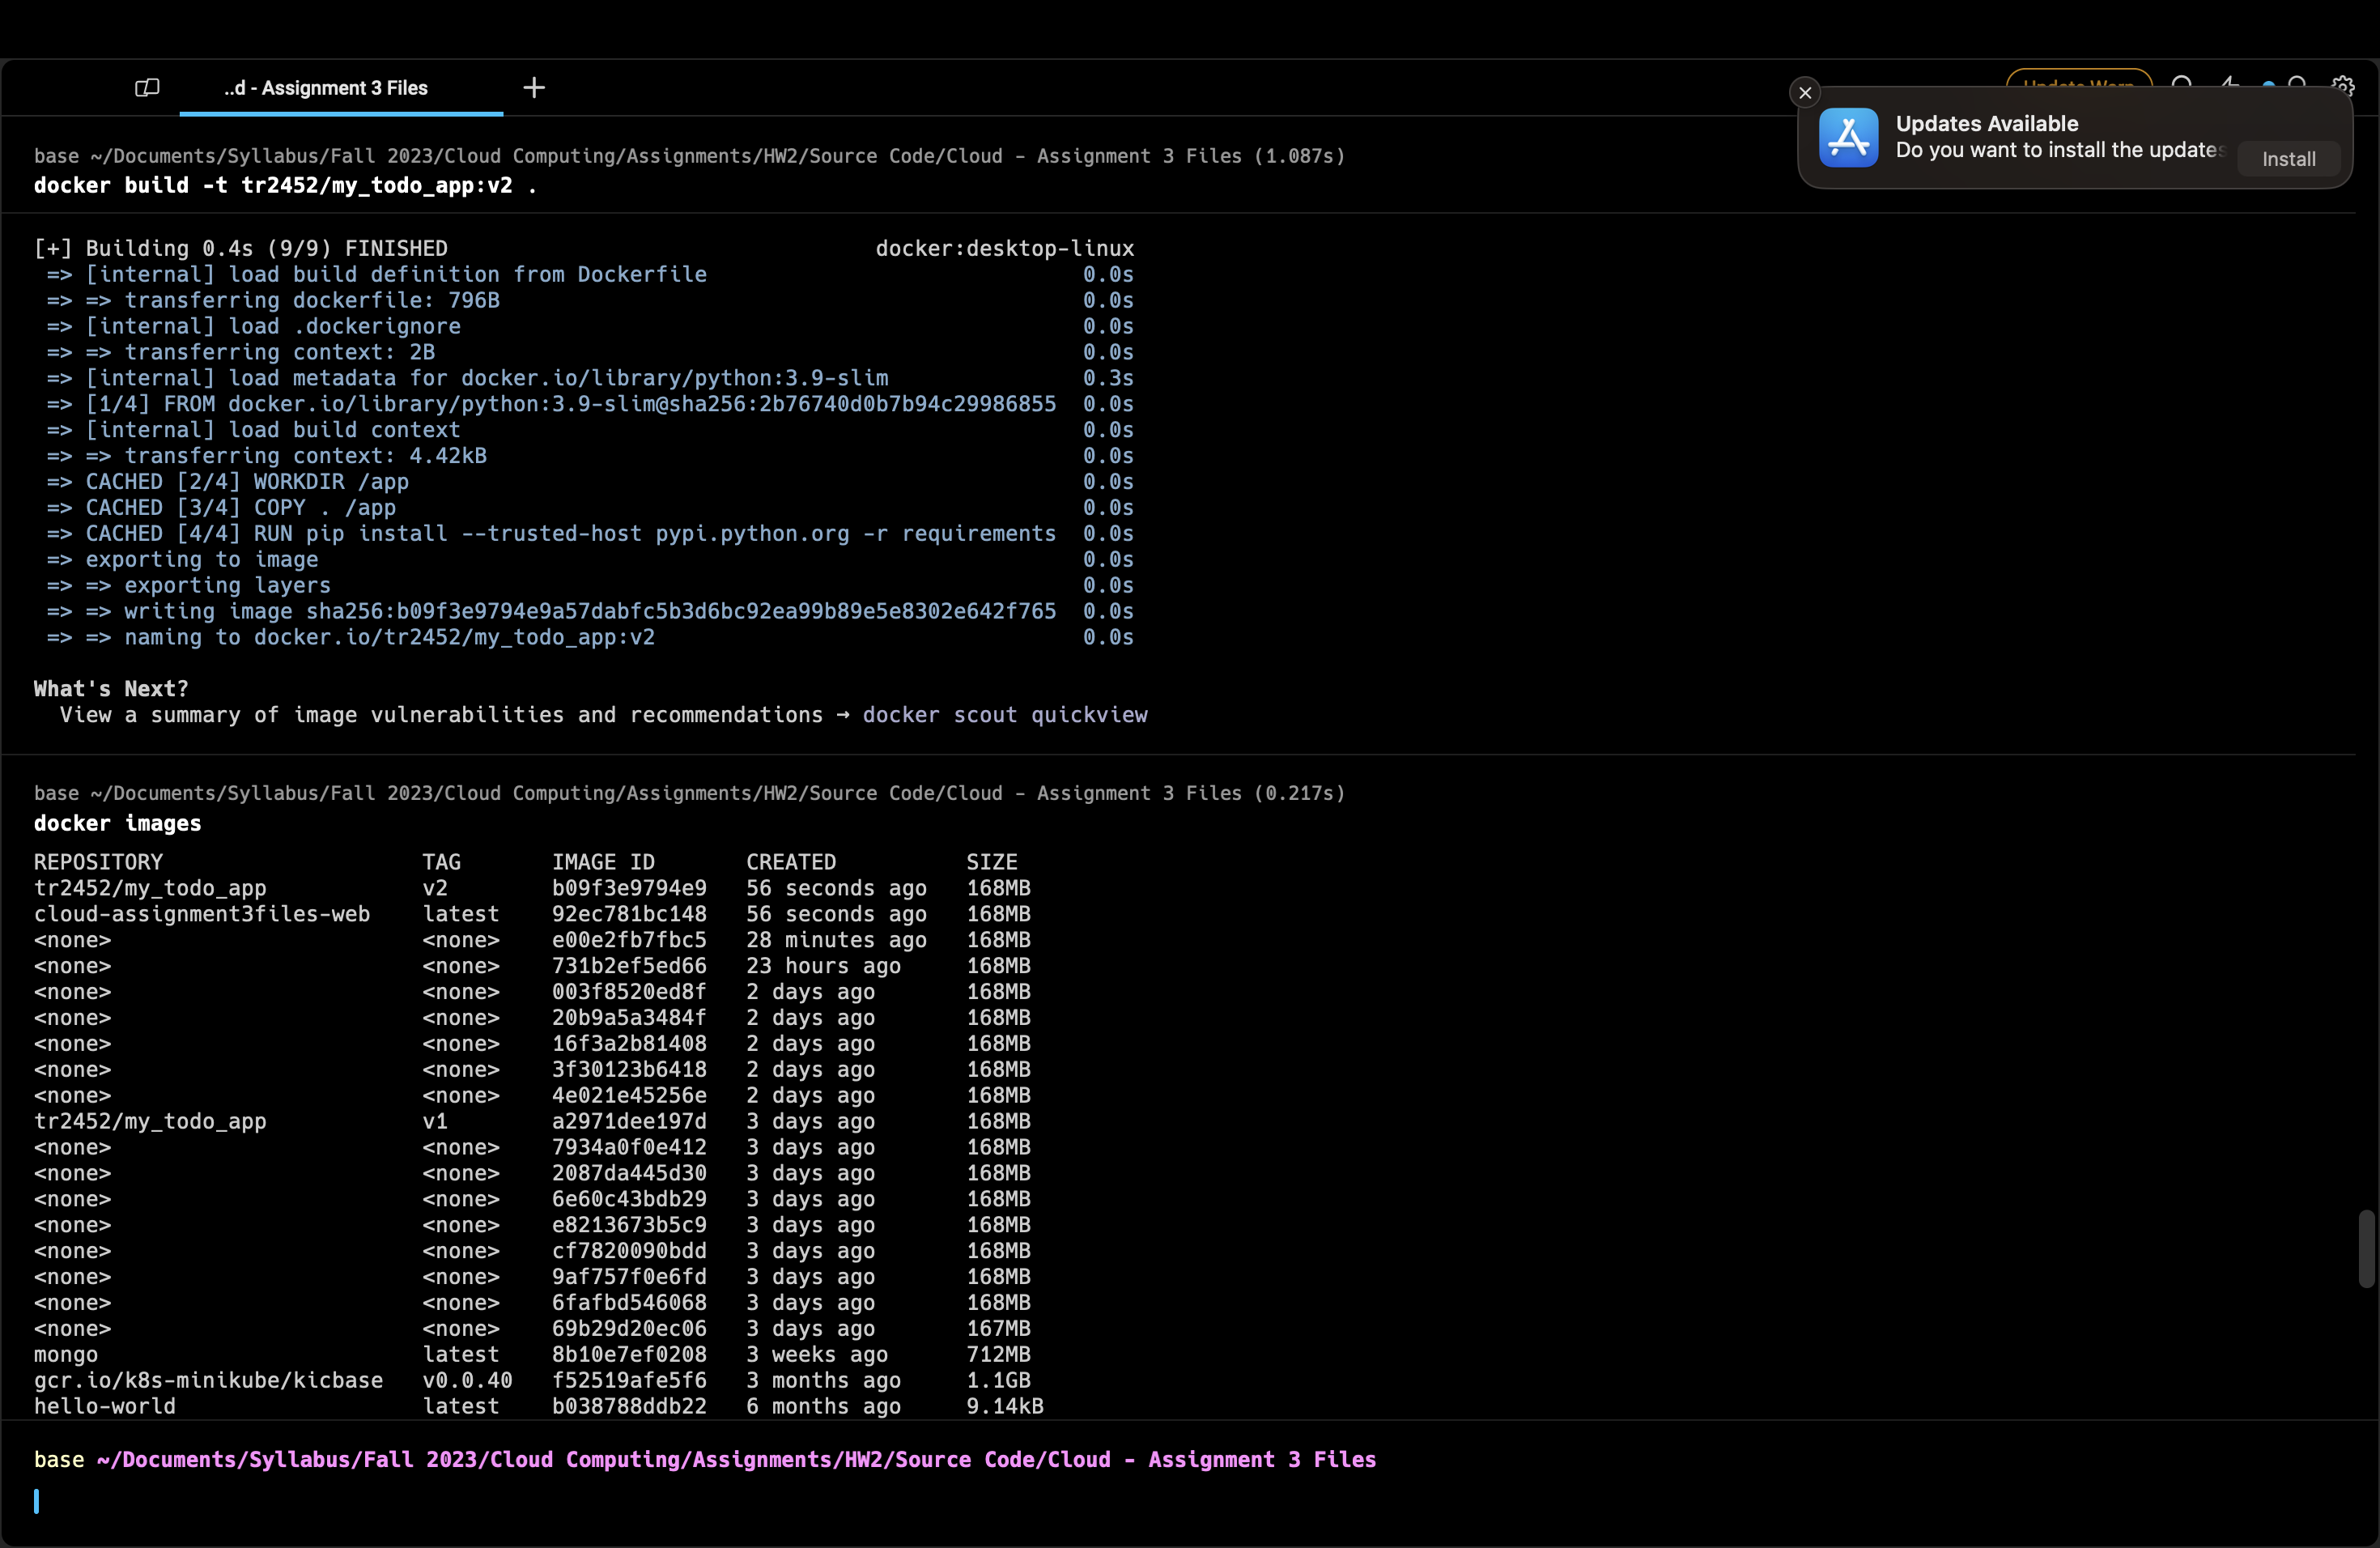 ..d - Assignment 3 Files
Updates Available
Do you want to install the updates
Install
base ~/Documents/Syllabus/Fall 2023/Cloud Computing/Assignments/HW2/Source Code/Cloud - Assignment 3 Files (1.087s)
docker build -t tr2452/my_todo_app:v2 .
[+] Building 0.4s (9/9) FINISHED docker:desktop-linux
=> [internal] load build definition from Dockerfile 0.0s
=> => transferring dockerfile: 796B 0.0s
=> [internal] load .dockerignore 0.0s
=> => transferring context: 2B 0.0s
=> [internal] load metadata for docker.io/library/python:3.9-slim 0.3s
=> [1/4] FROM docker.io/library/python:3.9-slim@sha256:2b76740d0b7b94c29986855 0.0s
=> [internal] load build context 0.0s
=> => transferring context: 4.42kB 0.0s
=> CACHED [2/4] WORKDIR /app 0.0s
=> CACHED [3/4] COPY . /app 0.0s
=> CACHED [4/4] RUN pip install --trusted-host pypi.python.org -r requirements 0.0s
=> exporting to image 0.0s
=> => exporting layers 0.0s
=> => writing image sha256:b09f3e9794e9a57dabfc5b3d6bc92ea99b89e5e8302e642f765 0.0s
=> => naming to docker.io/tr2452/my_todo_app:v2 0.0s
What's Next?
View a summary of image vulnerabilities and recommendations → docker scout quickview
base ~/Documents/Syllabus/Fall 2023/Cloud Computing/Assignments/HW2/Source Code/Cloud - Assignment 3 Files (0.217s)
docker images
REPOSITORY TAG IMAGE ID CREATED SIZE
tr2452/my_todo_app v2 b09f3e9794e9 56 seconds ago 168MB
cloud-assignment3files-web latest 92ec781bc148 56 seconds ago 168MB
<none> <none> e00e2fb7fbc5 28 minutes ago 168MB
<none> <none> 731b2ef5ed66 23 hours ago 168MB
<none> <none> 003f8520ed8f 2 days ago 168MB
<none> <none> 20b9a5a3484f 2 days ago 168MB
<none> <none> 16f3a2b81408 2 days ago 168MB
<none> <none> 3f30123b6418 2 days ago 168MB
<none> <none> 4e021e45256e 2 days ago 168MB
tr2452/my_todo_app v1 a2971dee197d 3 days ago 168MB
<none> <none> 7934a0f0e412 3 days ago 168MB
<none> <none> 2087da445d30 3 days ago 168MB
<none> <none> 6e60c43bdb29 3 days ago 168MB
<none> <none> e8213673b5c9 3 days ago 168MB
<none> <none> cf7820090bdd 3 days ago 168MB
<none> <none> 9af757f0e6fd 3 days ago 168MB
<none> <none> 6fafbd546068 3 days ago 168MB
<none> <none> 69b29d20ec06 3 days ago 167MB
mongo latest 8b10e7ef0208 3 weeks ago 712MB
gcr.io/k8s-minikube/kicbase v0.0.40 f52519afe5f6 3 months ago 1.1GB
hello-world latest b038788ddb22 6 months ago 9.14kB
base ~/Documents/Syllabus/Fall 2023/Cloud Computing/Assignments/HW2/Source Code/Cloud - Assignment 3 Files